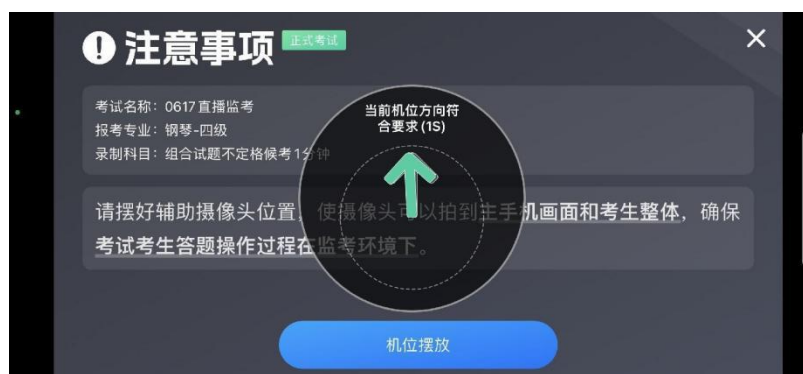 注意事项 正式考试
考试名称：0617直播监考
报考专业：钢琴-四级
录制科目：组合试题不定格候考1分钟
当前机位方向符
合要求(1S)
请摆好辅助摄像头位置，使摄像头可以拍到主手机画面和考生整体，确保
考试考生答题操作过程在监考环境下。
机位摆放